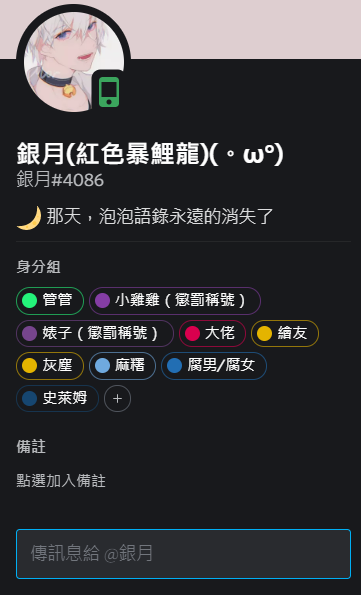 銀月(紅色暴鯉龍)(。ω°)
銀月#4086
那天，泡泡語錄永遠的消失了
身分組
管管 小雞雞（懲罰稱號）
婊子（懲罰稱號） 大佬 繪友
灰塵 麻糬 腐男/腐女
史萊姆 +
備註
點選加入備註
傳訊息給 @銀月